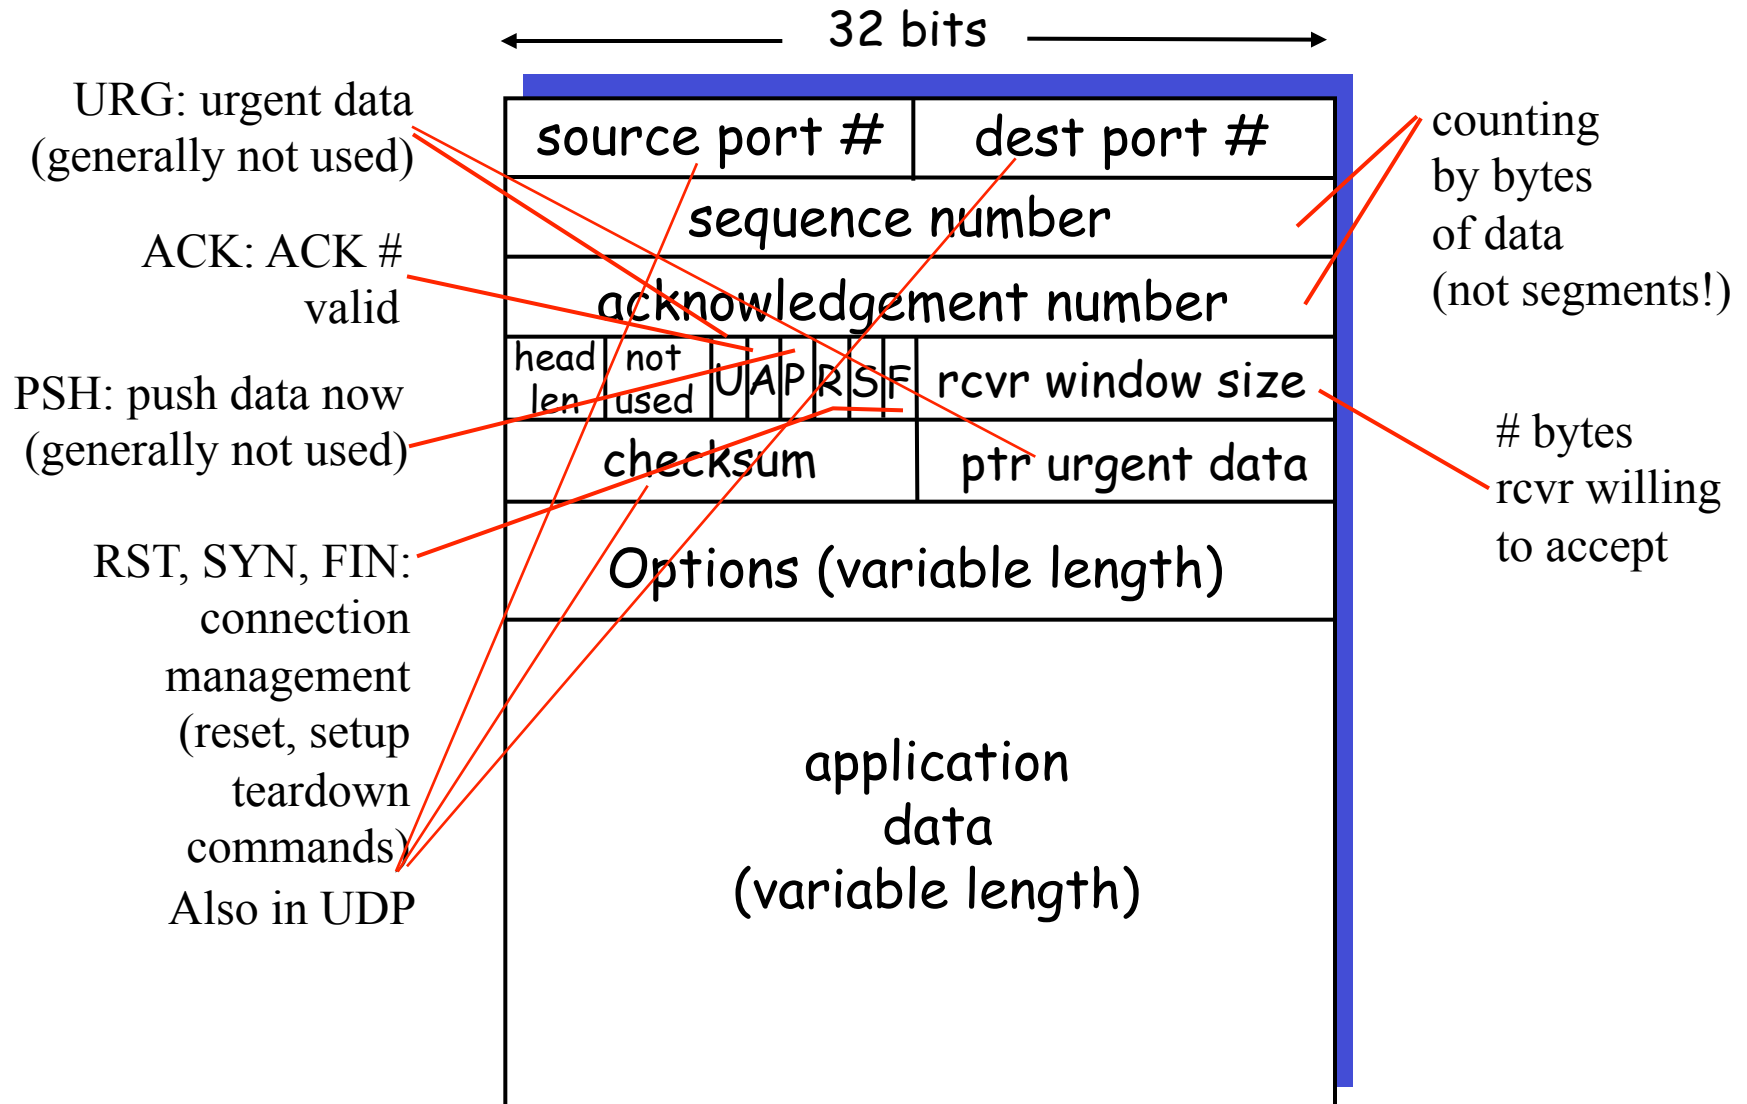 32 bits
URG: urgent data
(generally not used)
ACK: ACK #
valid
PSH: push data now
(generally not used)
RST, SYN, FIN:
connection
management
(reset, setup
teardown
commands)
Also in UDP
source port #
dest port #
sequence number
acknowledgement number
head
len
not
used
U
A
P
R
S
F
rcvr window size
checksum
ptr urgent data
Options (variable length)
application
data
(variable length)
counting
by bytes
of data
(not segments!)
# bytes
rcvr willing
to accept